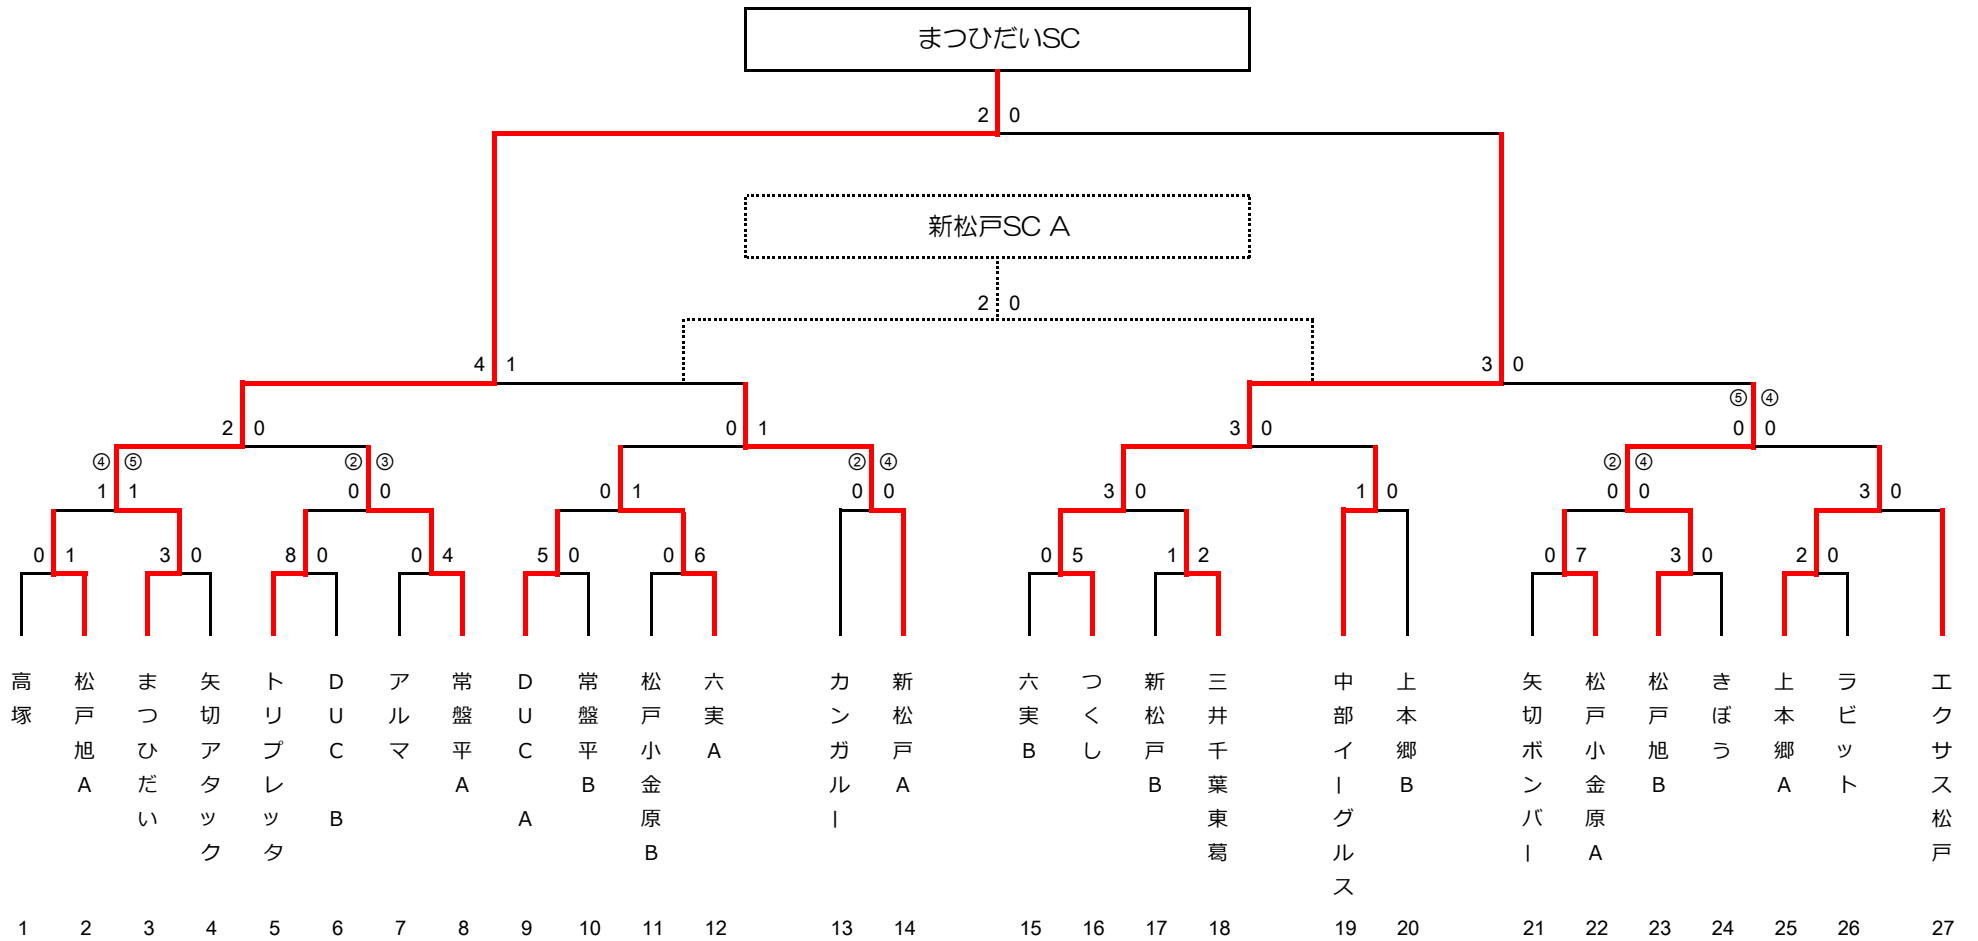 まつひだいSC
2 0
新松戸SC A
2 0
4 1 3 0
⑤ ④
2 0 0 1 3 0 0 0
④ ⑤ ② ③ ② ④ ② ④
1 1 0 0 0 1 0 0 3 0 1 0 0 0 3 0
0 1 3 0 8 0 0 4 5 0 0 6 0 5 1 2 0 7 3 0 2 0
高塚
松戸旭A
まつひだい
矢切アタック
トリプレッタ
DUC B
アルマ
常盤平A
DUC A
常盤平B
松戸小金原B
六実A
カンガルー
新松戸A
六実B
つくし
新松戸B
三井千葉東葛
中部イーグルス
上本郷B
矢切ボンバー
松戸小金原A
松戸旭B
きぼう
上本郷A
ラビット
エクサス松戸
1 2 3 4 5 6 7 8 9 10 11 12 13 14 15 16 17 18 19 20 21 22 23 24 25 26 27